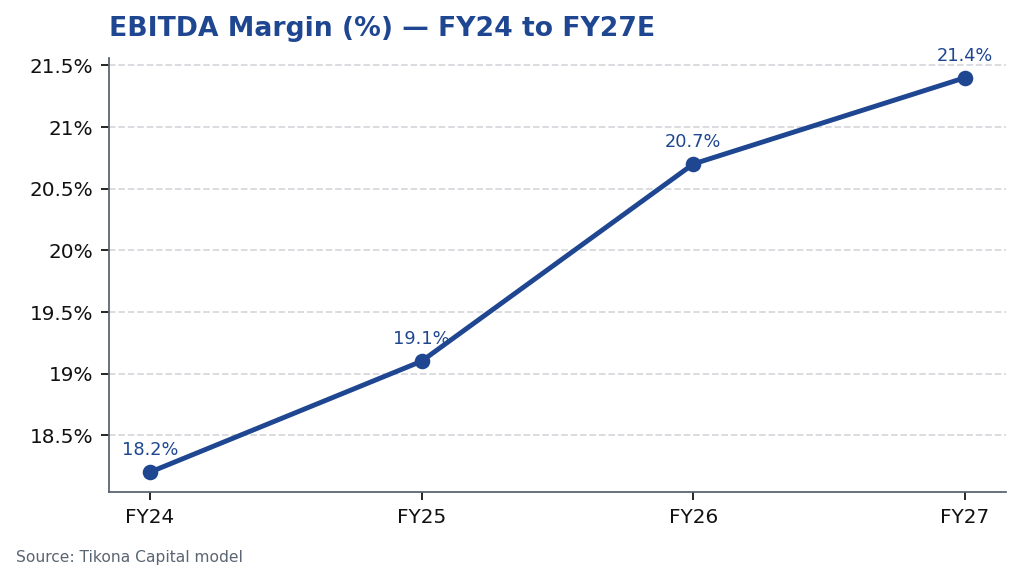 EBITDA Margin (%) — FY24 to FY27E
21.5%
21%
20.5%
20%
19.5%
19%
18.5%
18.2%
19.1%
20.7%
21.4%
FY24
FY25
FY26
FY27
Source: Tikona Capital model